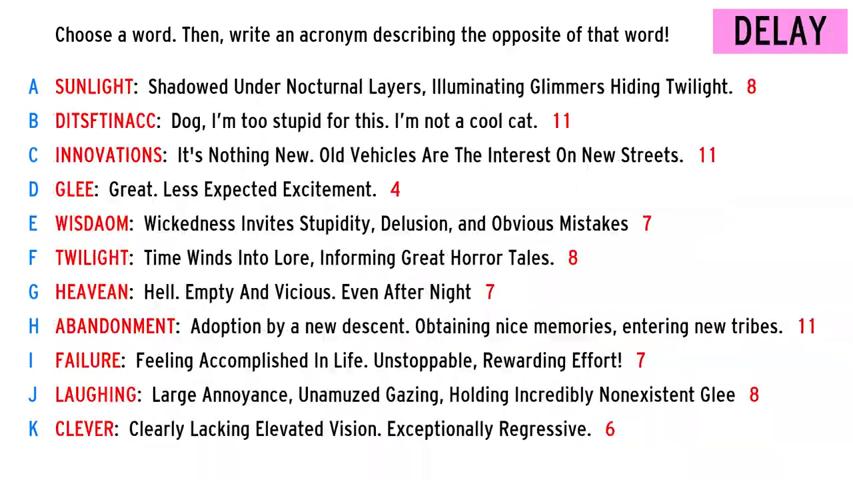 Choose a word. Then, write an acronym describing the opposite of that word!
DELAY
A SUNLIGHT: Shadowed Under Nocturnal Layers, Illuminating Glimmers Hiding Twilight. 8
B DITSFTINACC: Dog, I'm too stupid for this. I'm not a cool cat. 11
C INNOVATIONS: It's Nothing New. Old Vehicles Are The Interest On New Streets. 11
D GLEE: Great. Less Expected Excitement. 4
E WISDAOM: Wickedness Invites Stupidity, Delusion, and Obvious Mistakes 7
F TWILIGHT: Time Winds Into Lore, Informing Great Horror Tales. 8
G HEAVEAN: Hell. Empty And Vicious. Even After Night 7
H ABANDONMENT: Adoption by a new descent. Obtaining nice memories, entering new tribes. 11
I FAILURE: Feeling Accomplished In Life. Unstoppable, Rewarding Effort! 7
J LAUGHING: Large Annoyance, Unamuzed Gazing, Holding Incredibly Nonexistent Glee 8
K CLEVER: Clearly Lacking Elevated Vision. Exceptionally Regressive. 6